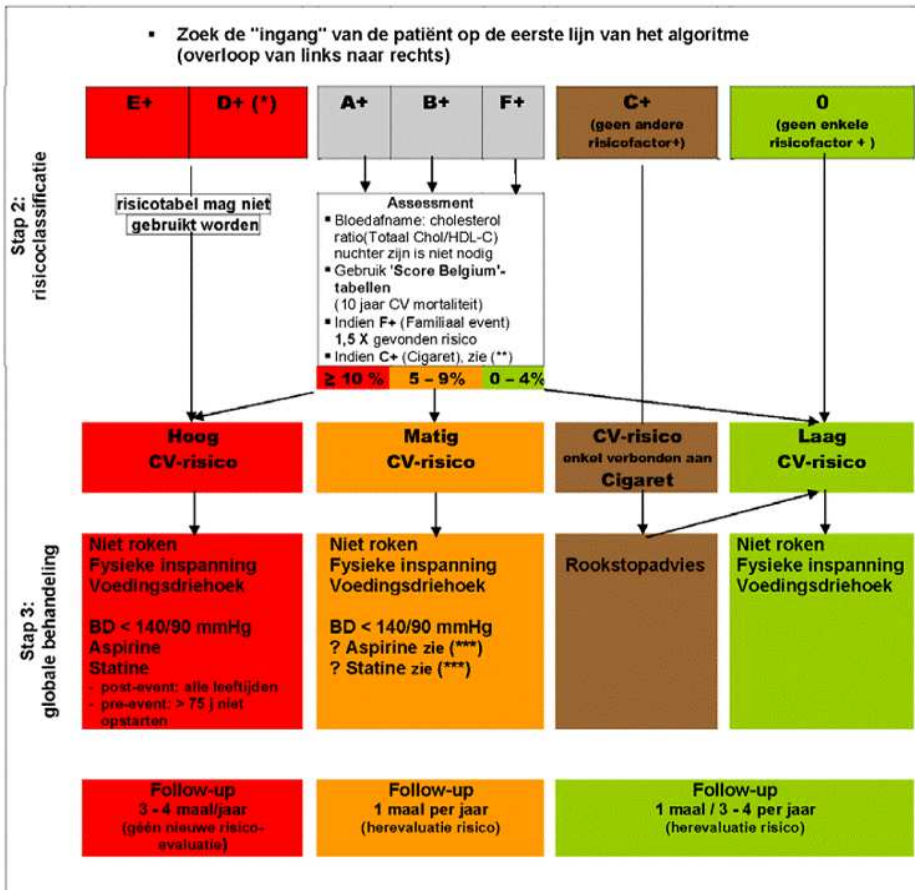 ▪ Zoek de "ingang" van de patiënt op de eerste lijn van het algoritme
(overloop van links naar rechts)
Stap 2:
risicoclassificatie
E+
D+ (*)
A+
B+
F+
C+
(geen andere
risicofactor+)
0
(geen enkele
risicofactor + )
risicotabel mag niet
gebruikt worden
Assessment
▪ Bloedafname: cholesterol
ratio(Totaal Chol/HDL-C)
nuchter zijn is niet nodig
▪ Gebruik 'Score Belgium'-
tabellen
(10 jaar CV mortaliteit)
▪ Indien F+ (Familiaal event)
1,5 X gevonden risico
▪ Indien C+ (Cigaret), zie (**)
≥ 10 %
5 – 9%
0 – 4%
Hoog
CV-risico
Matig
CV-risico
CV-risico
enkel verbonden aan
Cigaret
Laag
CV-risico
Stap 3:
globale behandeling
Niet roken
Fysieke inspanning
Voedingsdriehoek
BD < 140/90 mmHg
Aspirine
Statine
- post-event: alle leeftijden
- pre-event: > 75 j niet
opstarten
Niet roken
Fysieke inspanning
Voedingsdriehoek
BD < 140/90 mmHg
? Aspirine zie (***)
? Statine zie (***)
Rookstopadvies
Niet roken
Fysieke inspanning
Voedingsdriehoek
Follow-up
3 - 4 maal/jaar
(géén nieuwe risico-
evaluatie)
Follow-up
1 maal per jaar
(herevaluatie risico)
Follow-up
1 maal / 3 - 4 per jaar
(herevaluatie risico)